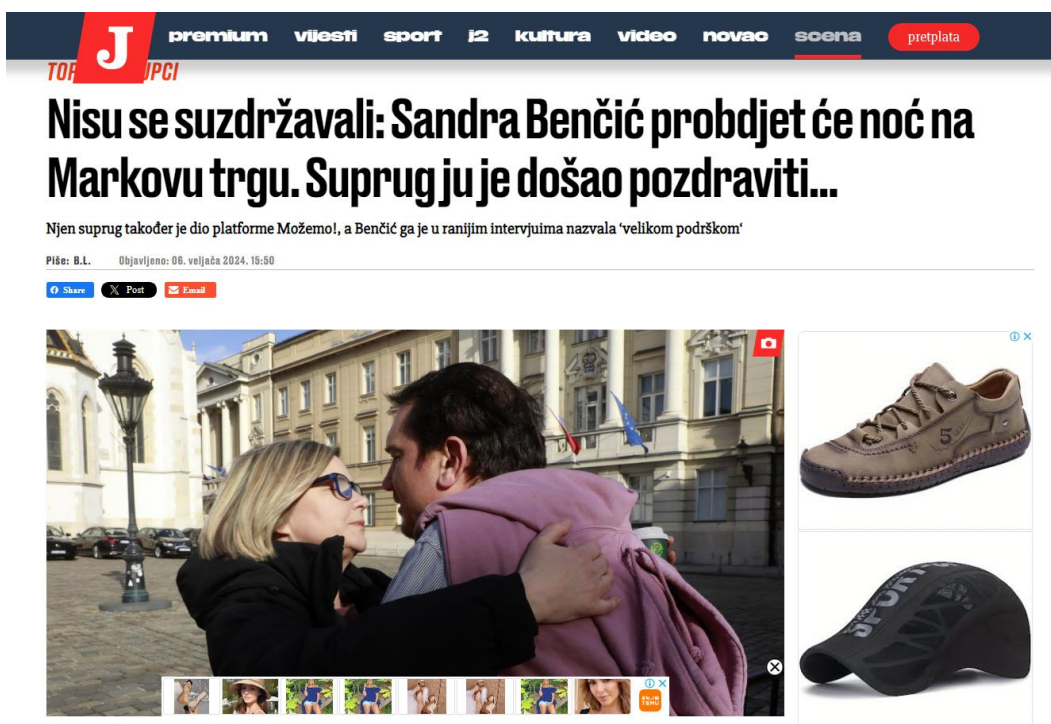 J
premium vijesti sport j2 kultura video novac scena pretplata
Nisu se suzdržavali: Sandra Benčić probdjet će noć na
Markovu trgu. Suprug ju je došao pozdraviti...
Njen suprug također je dio platforme Možemo!, a Benčić ga je u ranijim intervjuima nazvala ‘velikom podrškom‘
Piše: B.L. Objavljeno: 06. veljača 2024. 15:50
Share Post Email
5
SPORTS